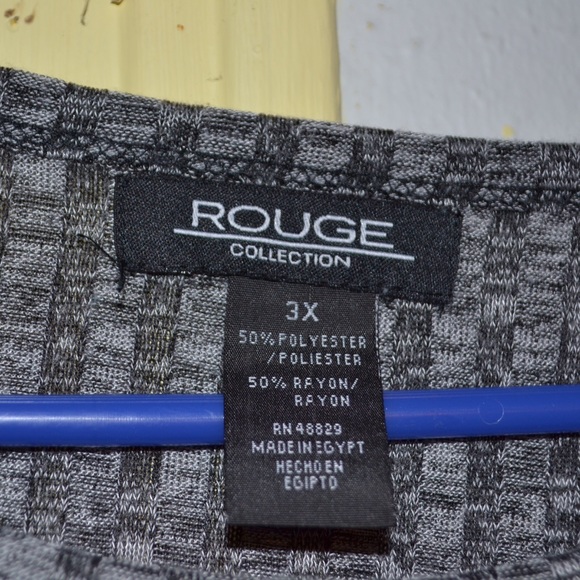 ROUGE
COLLECTION
3X
50% POLYESTER
/POLIESTER
50% RAYON/
RAYON
RN 48829
MADE IN EGYPT
HECHO EN
EGIPTO